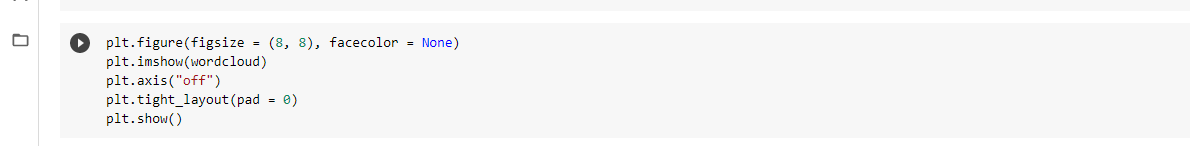 plt.figure(figsize = (8, 8), facecolor = None)
plt.imshow(wordcloud)
plt.axis("off")
plt.tight_layout(pad = 0)
plt.show()